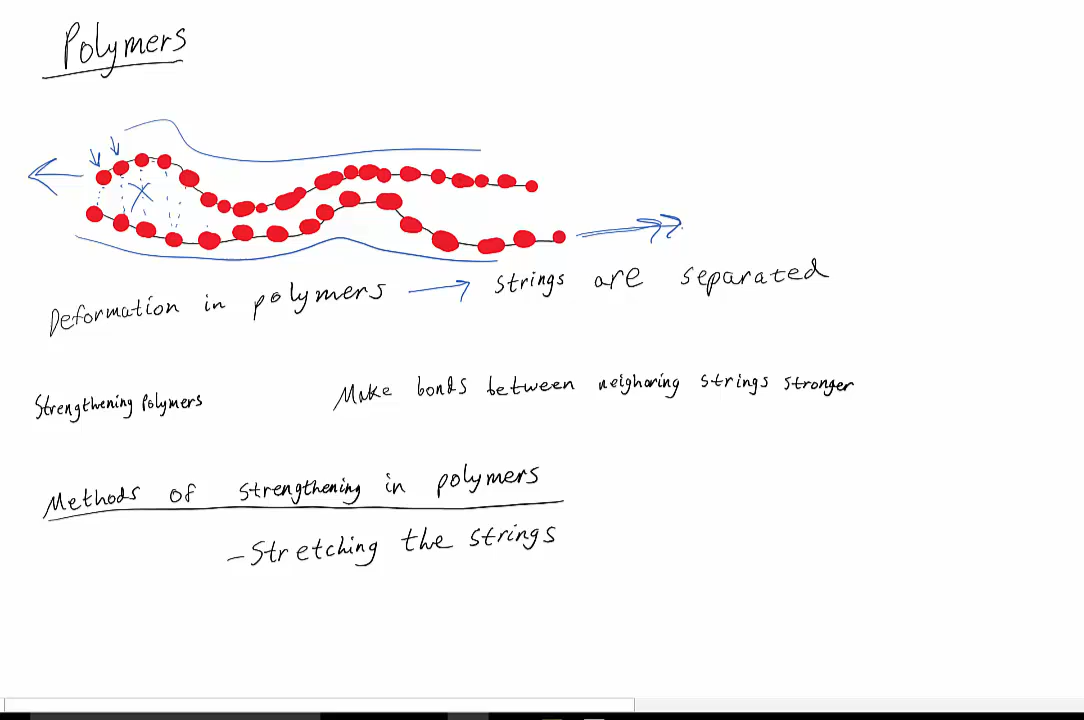 Polymers
Deformation in polymers → strings are separated
Strengthening Polymers
Make bonds between neighoring strings stronger
Methods of strengthening in polymers
- Stretching the strings